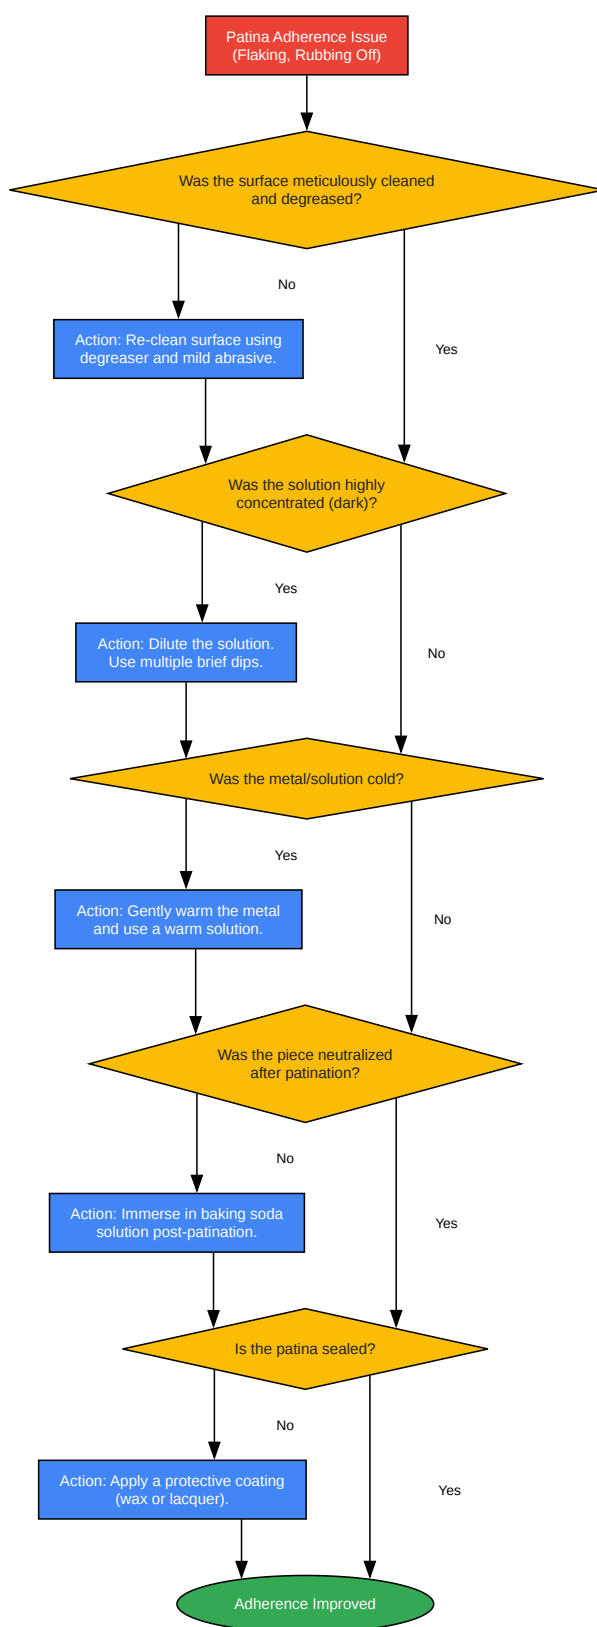 Patina Adherence Issue
(Flaking, Rubbing Off)
Was the surface meticulously cleaned
and degreased?
No
Action: Re-clean surface using
degreaser and mild abrasive.
Yes
Was the solution highly
concentrated (dark)?
Yes
Action: Dilute the solution.
Use multiple brief dips.
No
Was the metal/solution cold?
Yes
Action: Gently warm the metal
and use a warm solution.
No
Was the piece neutralized
after patination?
No
Action: Immerse in baking soda
solution post-patination.
Yes
Is the patina sealed?
No
Action: Apply a protective coating
(wax or lacquer).
Yes
Adherence Improved